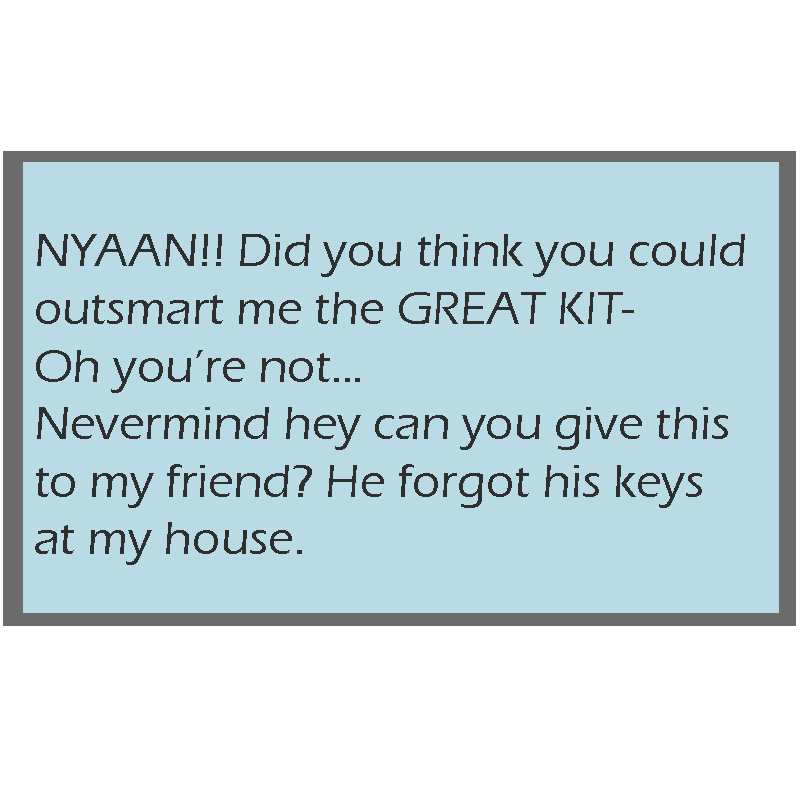 NYAAN!! Did you think you could
outsmart me the GREAT KIT-
Oh you’re not...
Nevermind hey can you give this
to my friend? He forgot his keys
at my house.